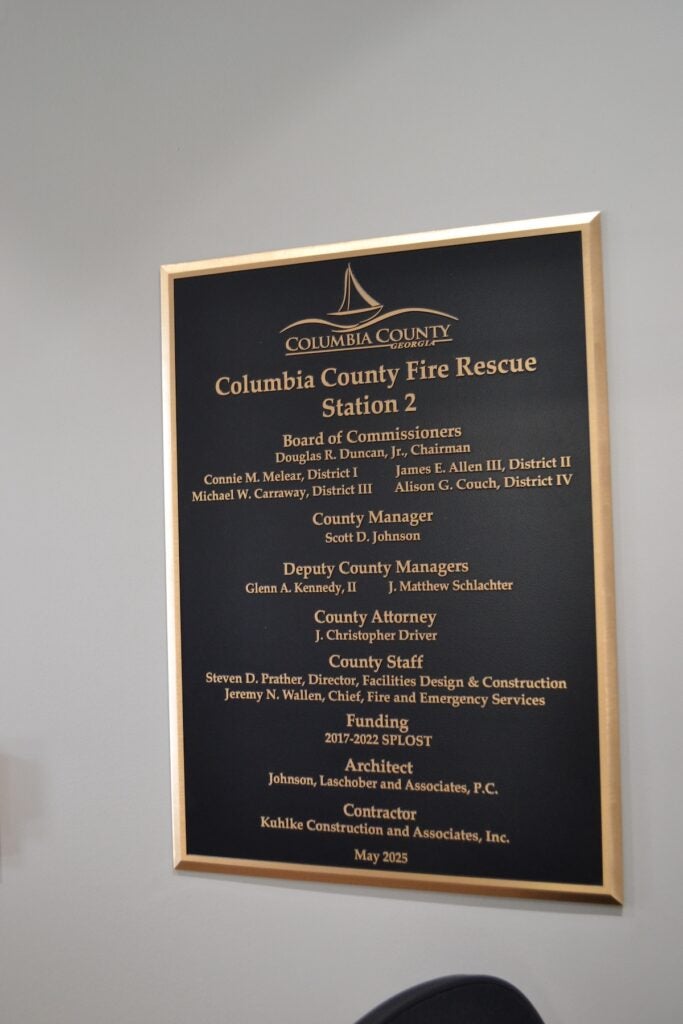 COLUMBIA COUNTY
GEORGIA
Columbia County Fire Rescue
Station 2
Board of Commissioners
Douglas R. Duncan, Jr., Chairman
Connie M. Melear, District I James E. Allen III, District II
Michael W. Carraway, District III Alison G. Couch, District IV
County Manager
Scott D. Johnson
Deputy County Managers
Glenn A. Kennedy, II J. Matthew Schlachter
County Attorney
J. Christopher Driver
County Staff
Steven D. Prather, Director, Facilities Design & Construction
Jeremy N. Wallen, Chief, Fire and Emergency Services
Funding
2017-2022 SPLOST
Architect
Johnson, Laschober and Associates, P.C.
Contractor
Kuhlke Construction and Associates, Inc.
May 2025